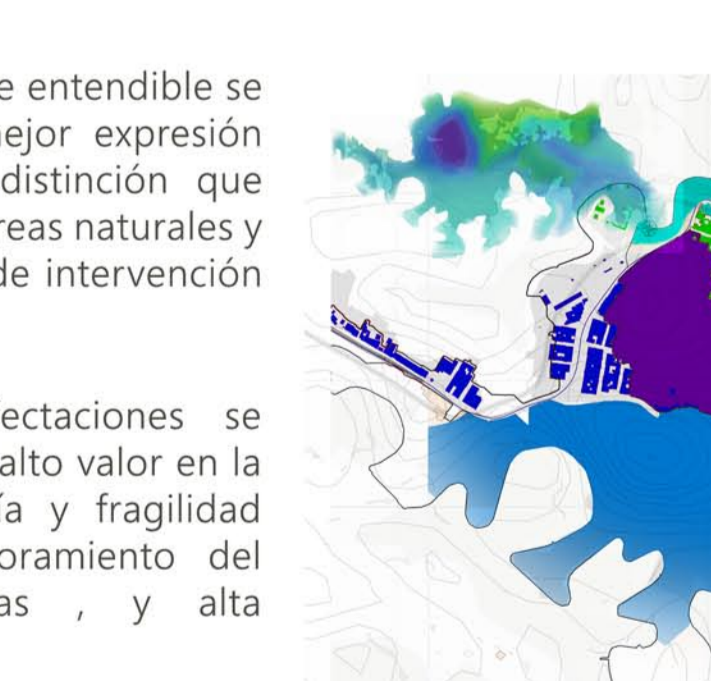 e entendible se
ejor expresión
distinción que
reas naturales y
de intervención
fectaciones se
alto valor en la
ía y fragilidad
oramiento del
as , y alta